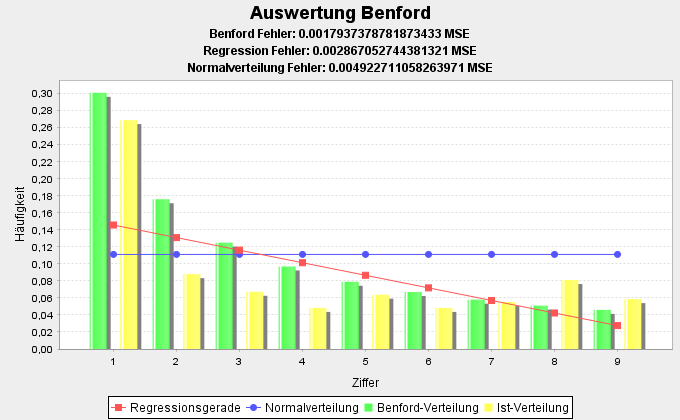 Auswertung Benford
Benford Fehler: 0.0017937378781873433 MSE
Regression Fehler: 0.002867052744381321 MSE
Normalverteilung Fehler: 0.004922711058263971 MSE
Häufigkeit
0,30
0,28
0,26
0,24
0,22
0,20
0,18
0,16
0,14
0,12
0,10
0,08
0,06
0,04
0,02
0,00
1 2 3 4 5 6 7 8 9
Ziffer
Regressionsgerade Normalverteilung Benford-Verteilung Ist-Verteilung